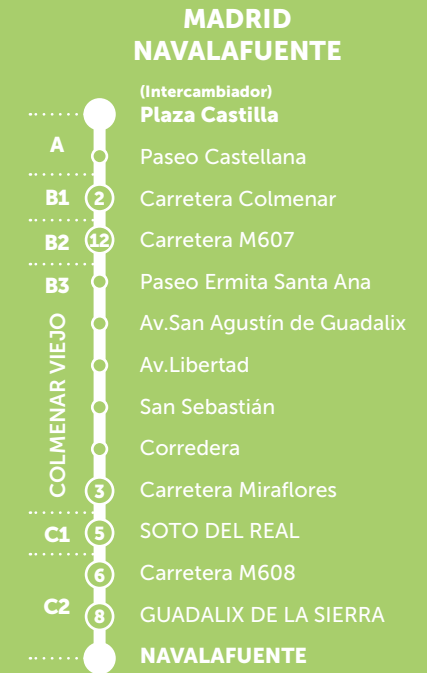 MADRID
NAVALAFUENTE
(Intercambiador)
Plaza Castilla
A
Paseo Castellana
B1 2 Carretera Colmenar
B2 12 Carretera M607
B3 Paseo Ermita Santa Ana
COLMENAR VIEJO
Av.San Agustín de Guadalix
Av.Libertad
San Sebastián
Corredera
3 Carretera Miraflores
C1 5 SOTO DEL REAL
6 Carretera M608
C2 8 GUADALIX DE LA SIERRA
NAVALAFUENTE